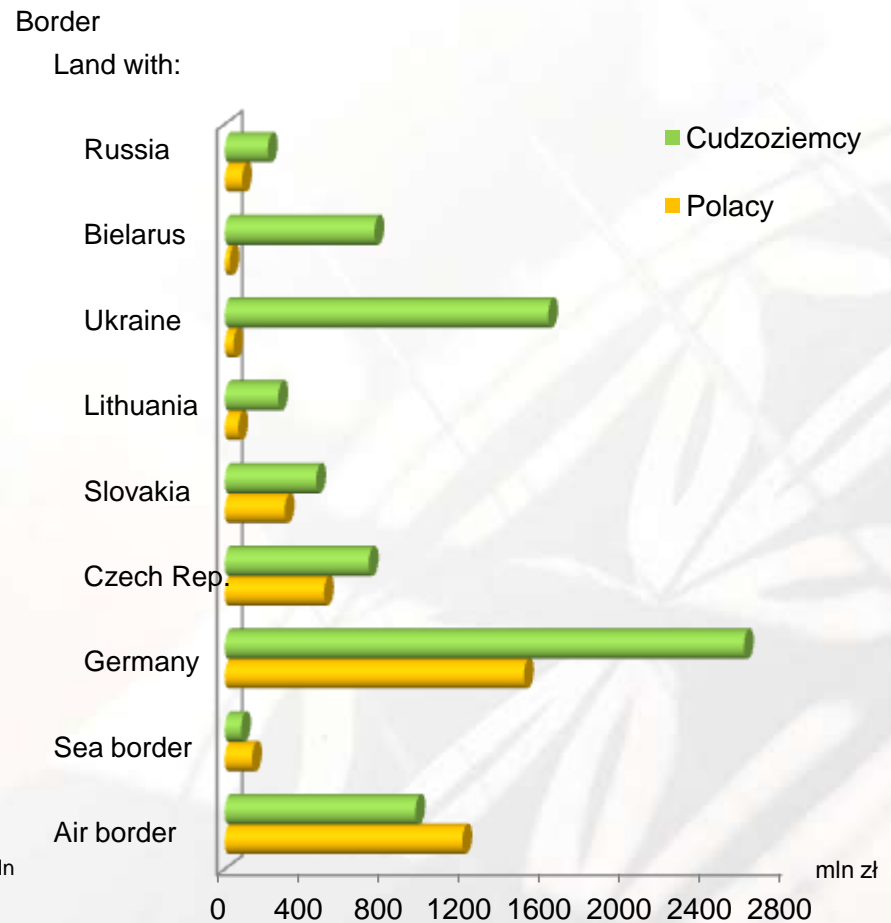 Border
Land with:
Cudzoziemcy
Polacy
Russia
Bielarus
Ukraine
Lithuania
Slovakia
Czech Rep.
Germany
Sea border
Air border
ln
mln zł
0 400 800 1200 1600 2000 2400 2800